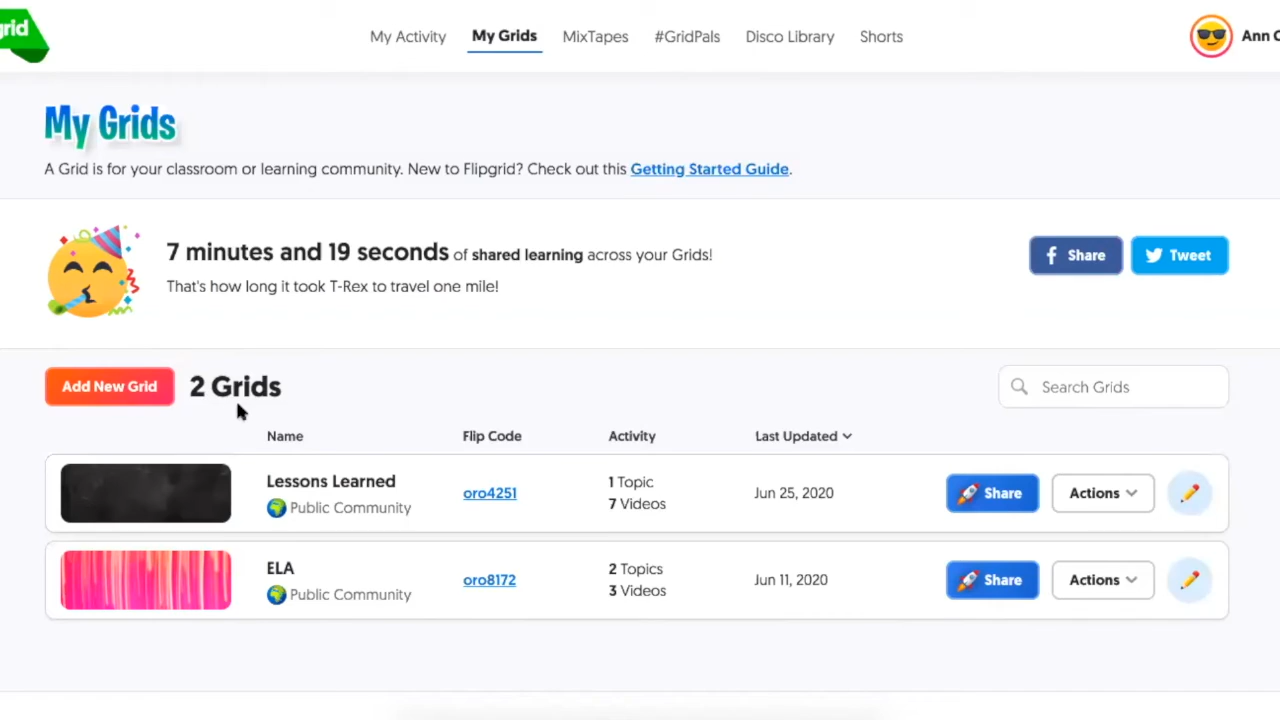 grid
My Activity My Grids MixTapes #GridPals Disco Library Shorts
Ann
My Grids
A Grid is for your classroom or learning community. New to Flipgrid? Check out this Getting Started Guide.
7 minutes and 19 seconds of shared learning across your Grids!
That's how long it took T-Rex to travel one mile!
Share Tweet
Add New Grid 2 Grids Search Grids
Name Flip Code Activity Last Updated
Lessons Learned
Public Community
oro4251
1 Topic
7 Videos
Jun 25, 2020
Share Actions
ELA
Public Community
oro8172
2 Topics
3 Videos
Jun 11, 2020
Share Actions